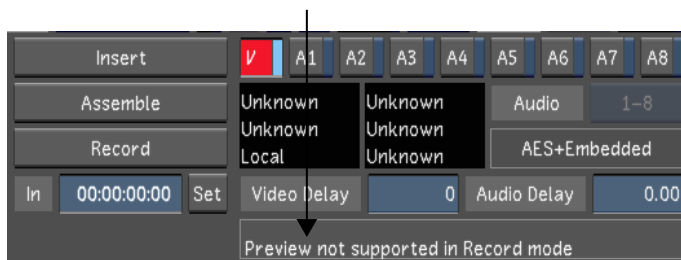 Insert V A1 A2 A3 A4 A5 A6 A7 A8
Assemble Unknown Unknown Audio 1-8
Unknown Unknown
Record Local Unknown AES+Embedded
In 00:00:00:00 Set Video Delay 0 Audio Delay 0.00
Preview not supported in Record mode